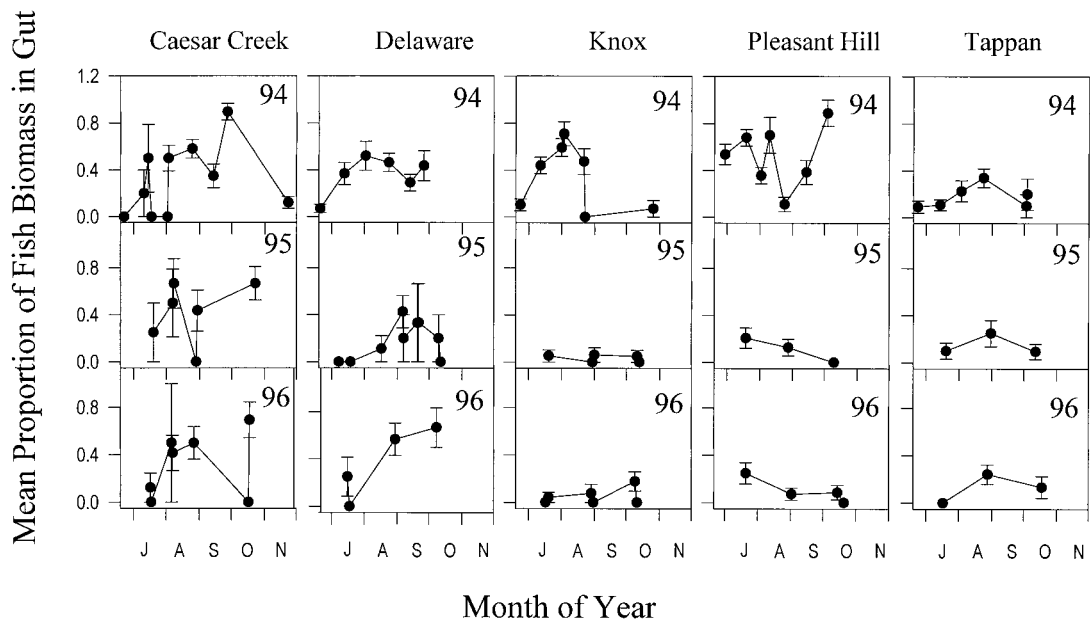 Mean Proportion of Fish Biomass in Gut
Caesar Creek Delaware Knox Pleasant Hill Tappan
1.2
0.8
0.4
0.0
94 94 94 94 94
0.8
0.4
0.0
95 95 95 95 95
0.8
0.4
0.0
96 96 96 96 96
J A S O N J A S O N J A S O N J A S O N J A S O N
Month of Year